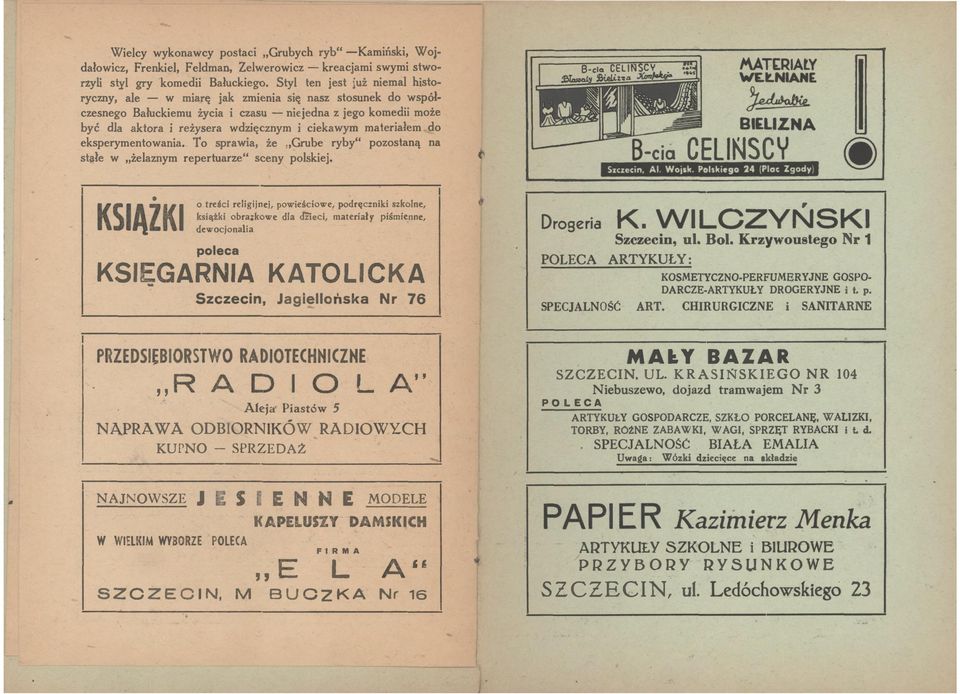 Wielcy wykonawcy postaci „Grubych ryb" — Kamiński, Woj-
dałowicz, Frenkiel, Feldman, Zelwerowicz — kreacjami swymi stwo-
rzyli styl gry komedii Bałuckiego. Styl ten jest już niemal histo-
ryczny, ale — w miarę jak zmienia się nasz stosunek do współ-
czesnego Bałuckiemu życia i czasu — niejedna z jego komedii może
być dla aktora i reżysera wdzięcznym i ciekawym materiałem do
eksperymentowania. To sprawia, że „Grube ryby" pozostaną na
stałe w „żelaznym repertuarze" sceny polskiej.
KSIĄŻKI
o treści religijnej, powieściowe, podręczniki szkolne,
książki obrazkowe dla dzieci, materiały piśmienne,
dewocjonalia
poleca
KSIĘGARNIA KATOLICKA
Szczecin, Jagiellońska Nr 76
PRZEDSIĘBIORSTWO RADIOTECHNICZNE
„RADIOLA"
Aleja Piastów 5
NAPRAWA ODBIORNIKÓW RADIOWYCH
KUPNO — SPRZEDAŻ
NAJNOWSZE JESIENNE MODELE
KAPELUSZY DAMSKICH
W WIELKIM WYBORZE POLECA
FIRMA
„ELA"
SZCZECIN, M BUCZKA Nr 16
B-cia CELIŃSCY
Bławaty Bielizna Konfekcja
MATERIAŁY
WEŁNIANE
Jedwabie
BIELIZNA
B-cia CELIŃSCY
Szczecin, Al. Wojsk. Polskiego 24 (Plac Zgody)
Drogeria K. WILCZYŃSKI
Szczecin, ul. Bol. Krzywoustego Nr 1
POLECA ARTYKUŁY:
KOSMETYCZNO-PERFUMERYJNE GOSPO-
DARCZE-ARTYKUŁY DROGERYJNE i t. p.
SPECJALNOŚĆ ART. CHIRURGICZNE i SANITARNE
MAŁY BAZAR
SZCZECIN, UL. KRASIŃSKIEGO NR 104
Niebuszewo, dojazd tramwajem Nr 3
POLECA
ARTYKUŁY GOSPODARCZE, SZKŁO PORCELANĘ, WALIZKI,
TORBY, RÓŻNE ZABAWKI, WAGI, SPRZĘT RYBACKI i t. d.
SPECJALNOŚĆ BIAŁA EMALIA
Uwaga: Wózki dziecięce na składzie
PAPIER Kazimierz Menka
ARTYKUŁY SZKOLNE i BIUROWE
PRZYBORY RYSUNKOWE
SZCZECIN, ul. Ledóchowskiego 23